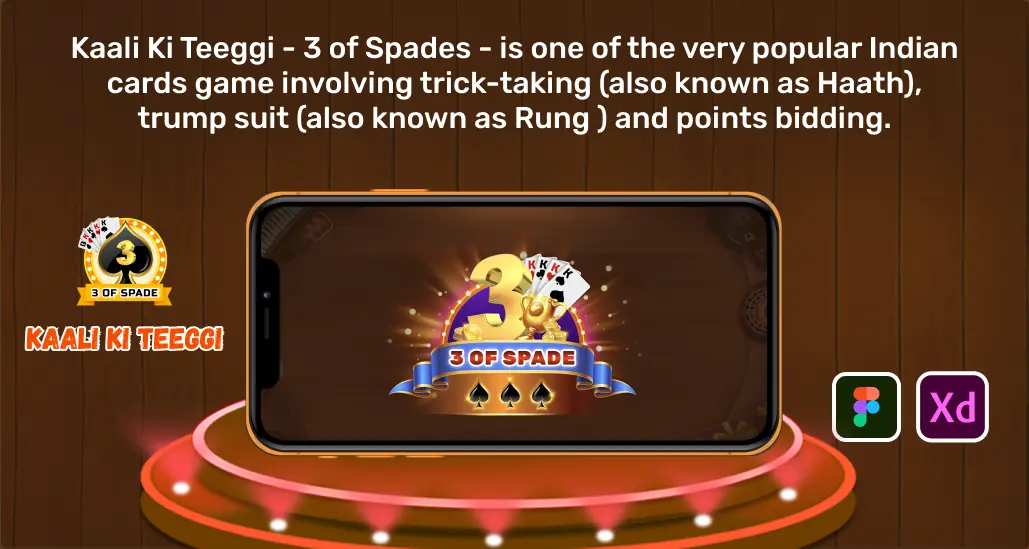 Kaali Ki Teeggi - 3 of Spades - is one of the very popular Indian
cards game involving trick-taking (also known as Haath),
trump suit (also known as Rung ) and points bidding.
3
3 OF SPADE
KAALI KI TEEGGI
3
K K K K
3 OF SPADE
Xd